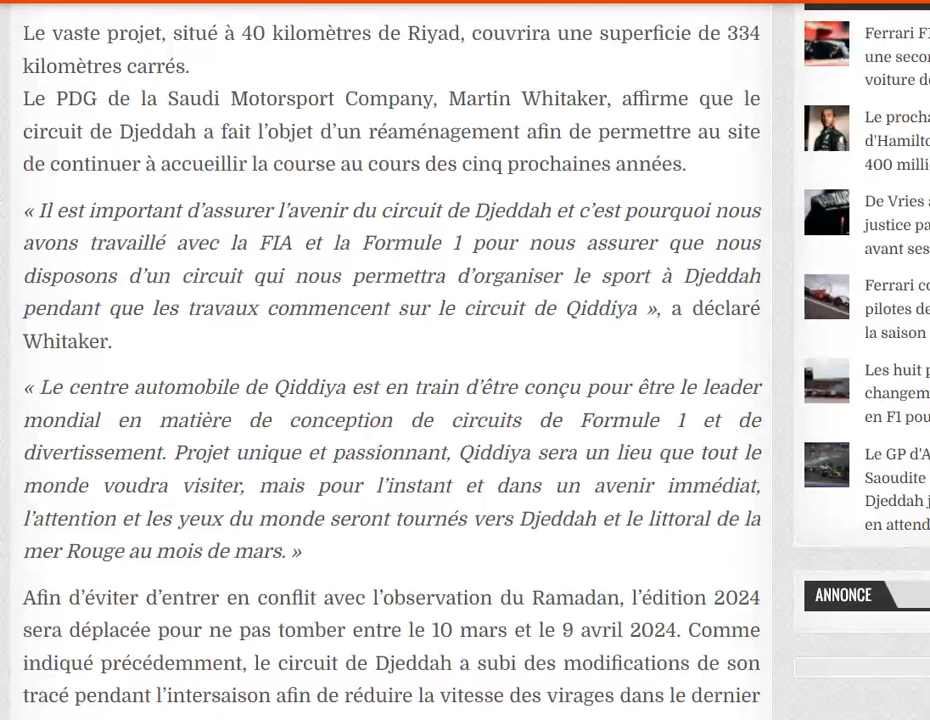 Le vaste projet, situé à 40 kilomètres de Riyad, couvrira une superficie de 334
kilomètres carrés.
Le PDG de la Saudi Motorsport Company, Martin Whitaker, affirme que le
circuit de Djeddah a fait l’objet d’un réaménagement afin de permettre au site
de continuer à accueillir la course au cours des cinq prochaines années.
« Il est important d’assurer l’avenir du circuit de Djeddah et c’est pourquoi nous
avons travaillé avec la FIA et la Formule 1 pour nous assurer que nous
disposons d’un circuit qui nous permettra d’organiser le sport à Djeddah
pendant que les travaux commencent sur le circuit de Qiddiya », a déclaré
Whitaker.
« Le centre automobile de Qiddiya est en train d’être conçu pour être le leader
mondial en matière de conception de circuits de Formule 1 et de
divertissement. Projet unique et passionnant, Qiddiya sera un lieu que tout le
monde voudra visiter, mais pour l’instant et dans un avenir immédiat,
l’attention et les yeux du monde seront tournés vers Djeddah et le littoral de la
mer Rouge au mois de mars. »
Afin d’éviter d’entrer en conflit avec l’observation du Ramadan, l’édition 2024
sera déplacée pour ne pas tomber entre le 10 mars et le 9 avril 2024. Comme
indiqué précédemment, le circuit de Djeddah a subi des modifications de son
tracé pendant l’intersaison afin de réduire la vitesse des virages dans le dernier
Ferrari F1
une secon
voiture de
Le procha
d'Hamilto
400 milli
De Vries a
justice pa
avant ses
Ferrari co
pilotes de
la saison
Les huit p
changem
en F1 pou
Le GP d'A
Saoudite
Djeddah j
en attend
ANNONCE